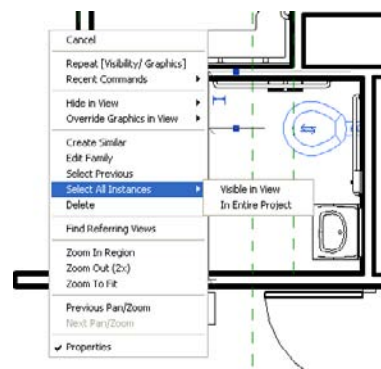 Cancel
Repeat [Visibility/ Graphics]
Recent Commands
Hide in View
Override Graphics in View
Create Similar
Edit Family
Select Previous
Select All Instances
Visible in View
In Entire Project
Delete
Find Referring Views
Zoom In Region
Zoom Out (2x)
Zoom To Fit
Previous Pan/Zoom
Next Pan/Zoom
Properties